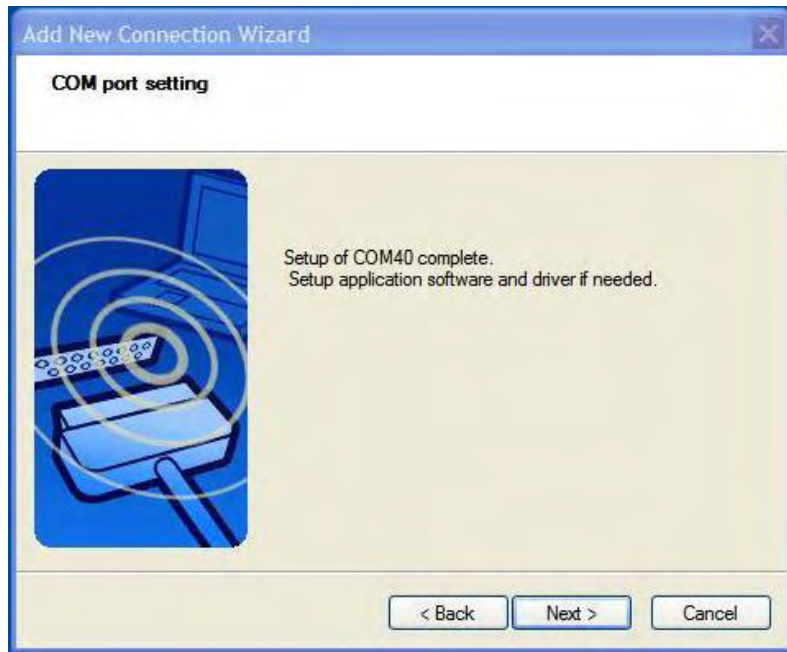 Add New Connection Wizard
COM port setting
Setup of COM40 complete.
Setup application software and driver if needed.
< Back
Next >
Cancel